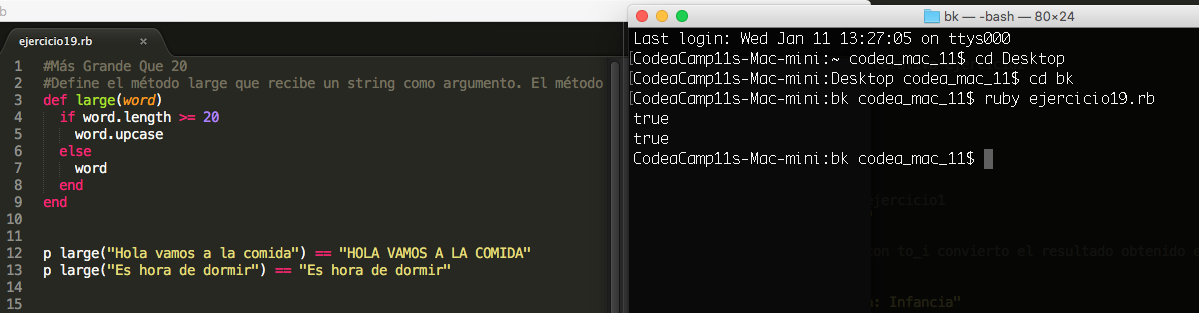 b
ejercicio19.rb ×
1 #Más Grande Que 20
2 #Define el método large que recibe un string como argumento. El método
3 def large(word)
4 if word.length >= 20
5 word.upcase
6 else
7 word
8 end
9 end
10
11
12 p large("Hola vamos a la comida") == "HOLA VAMOS A LA COMIDA"
13 p large("Es hora de dormir") == "Es hora de dormir"
14
15
bk — -bash — 80×24
Last login: Wed Jan 11 13:27:05 on ttys000
[CodeaCamp11s-Mac-mini:~ codea_mac_11$ cd Desktop
[CodeaCamp11s-Mac-mini:Desktop codea_mac_11$ cd bk
[CodeaCamp11s-Mac-mini:bk codea_mac_11$ ruby ejercicio19.rb
true
true
CodeaCamp11s-Mac-mini:bk codea_mac_11$
ejercicio1
con to_i convierto el resultado obtenido
: Infancia"